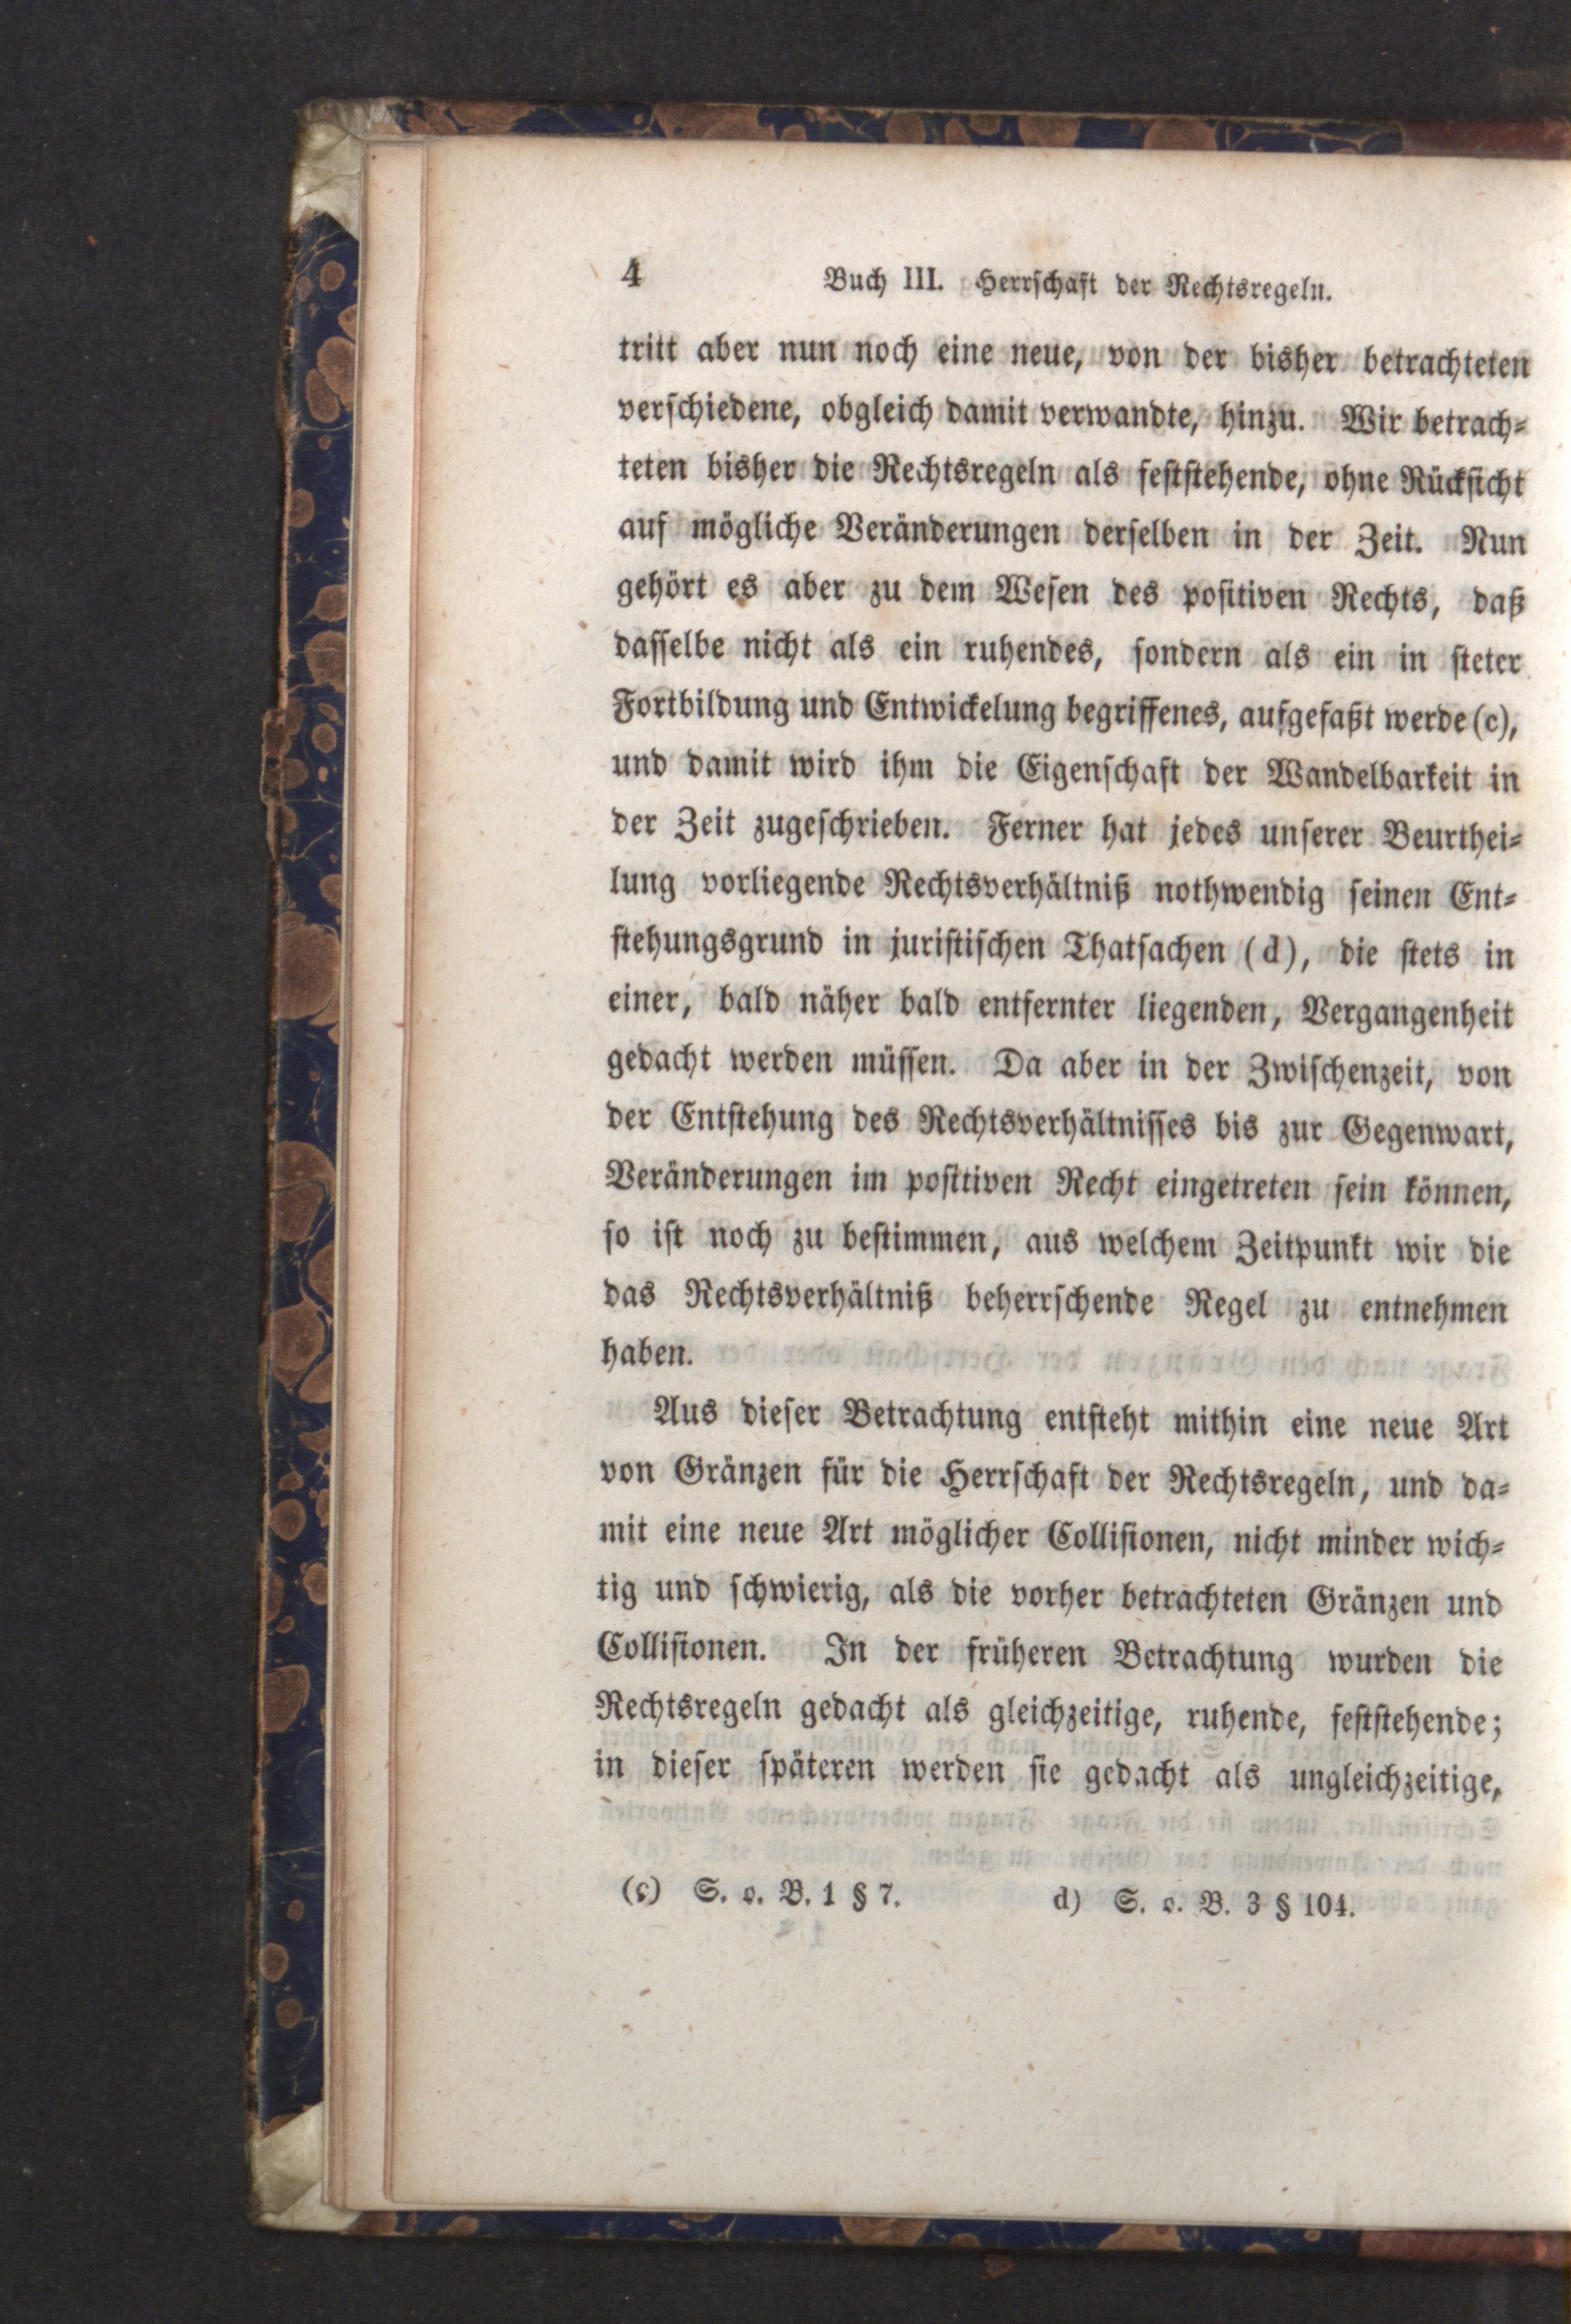 4 Buch III. Herrschaft der Rechtsregeln.
tritt aber nun noch eine neue, von der bisher betrachteten
verschiedene, obgleich damit verwandte, hinzu. Wir betrach⸗
teten bisher die Rechtsregeln als feststehende, ohne Rücksicht
auf mögliche Veränderungen derselben in der Zeit. Nun
gehört es aber zu dem Wesen des positiven Rechts, daß
dasselbe nicht als ein ruhendes, sondern als ein in steter
Fortbildung und Entwickelung begriffenes, aufgefaßt werde (c),
und damit wird ihm die Eigenschaft der Wandelbarkeit in
der Zeit zugeschrieben. Ferner hat jedes unserer Beurthei⸗
lung vorliegende Rechtsverhältniß nothwendig seinen Ent⸗
stehungsgrund in juristischen Thatsachen (d), die stets in
einer, bald näher bald entfernter liegenden, Vergangenheit
gedacht werden müssen. Da aber in der Zwischenzeit, von
der Entstehung des Rechtsverhältnisses bis zur Gegenwart,
Veränderungen im positiven Recht eingetreten sein können,
so ist noch zu bestimmen, aus welchem Zeitpunkt wir die
das Rechtsverhältniß beherrschende Regel zu entnehmen
haben.
Aus dieser Betrachtung entsteht mithin eine neue Art
von Gränzen für die Herrschaft der Rechtsregeln, und da⸗
mit eine neue Art möglicher Collisionen, nicht minder wich⸗
tig und schwierig, als die vorher betrachteten Gränzen und
Collisionen. In der früheren Betrachtung wurden die
Rechtsregeln gedacht als gleichzeitige, ruhende, feststehende;
in dieser späteren werden sie gedacht als ungleichzeitige,
(c) S. o. B. 1 § 7. d) S. o. B. 3 § 104.